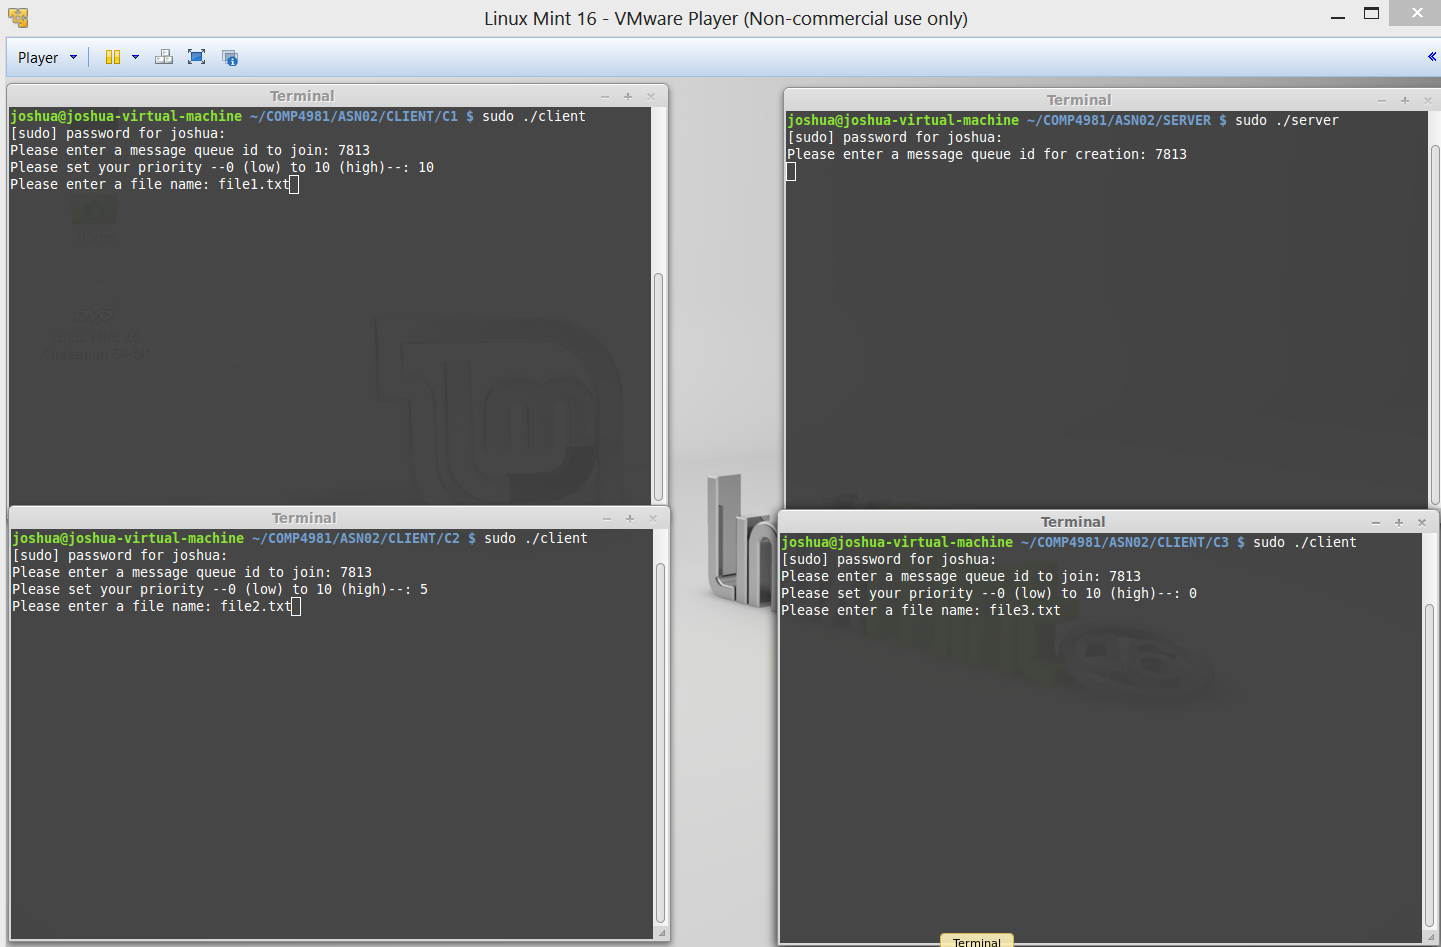 Linux Mint 16 - VMware Player (Non-commercial use only)
Player
Terminal
joshua@joshua-virtual-machine ~/COMP4981/ASN02/CLIENT/C1 $ sudo ./client
[sudo] password for joshua:
Please enter a message queue id to join: 7813
Please set your priority --0 (low) to 10 (high)--: 10
Please enter a file name: file1.txt
Home
Linux Mint 16
Cinnamon 64-bit
Terminal
joshua@joshua-virtual-machine ~/COMP4981/ASN02/SERVER $ sudo ./server
[sudo] password for joshua:
Please enter a message queue id for creation: 7813
Terminal
joshua@joshua-virtual-machine ~/COMP4981/ASN02/CLIENT/C2 $ sudo ./client
[sudo] password for joshua:
Please enter a message queue id to join: 7813
Please set your priority --0 (low) to 10 (high)--: 5
Please enter a file name: file2.txt
Terminal
joshua@joshua-virtual-machine ~/COMP4981/ASN02/CLIENT/C3 $ sudo ./client
[sudo] password for joshua:
Please enter a message queue id to join: 7813
Please set your priority --0 (low) to 10 (high)--: 0
Please enter a file name: file3.txt
Terminal